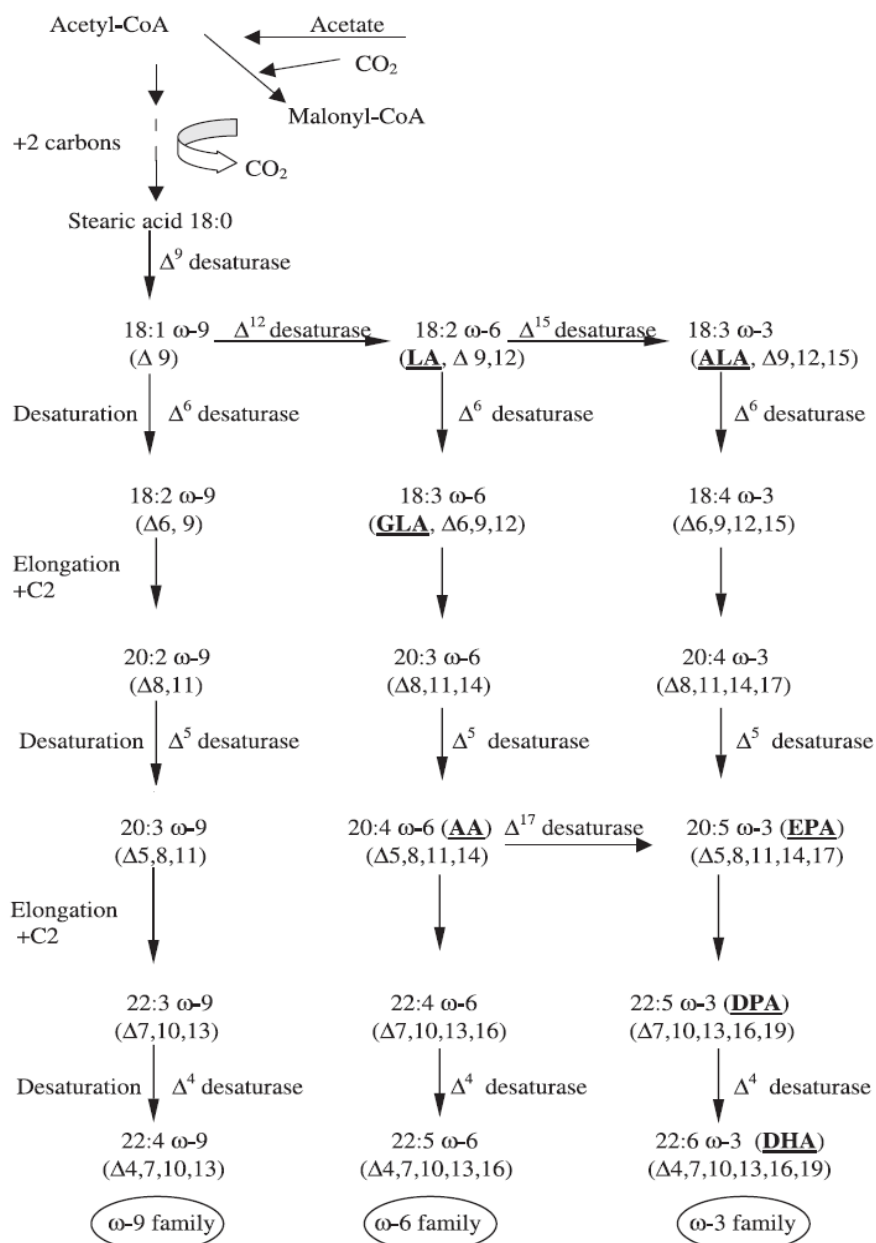 Acetyl-CoA Acetate
CO₂
Malonyl-CoA
+2 carbons
CO₂
Stearic acid 18:0
Δ⁹ desaturase
18:1 ω-9 Δ¹² desaturase 18:2 ω-6 Δ¹⁵ desaturase 18:3 ω-3
(Δ 9) (LA, Δ 9,12) (ALA, Δ9,12,15)
Desaturation Δ⁶ desaturase Δ⁶ desaturase Δ⁶ desaturase
18:2 ω-9 18:3 ω-6 18:4 ω-3
(Δ6, 9) (GLA, Δ6,9,12) (Δ6,9,12,15)
Elongation
+C2
20:2 ω-9 20:3 ω-6 20:4 ω-3
(Δ8,11) (Δ8,11,14) (Δ8,11,14,17)
Desaturation Δ⁵ desaturase Δ⁵ desaturase Δ⁵ desaturase
20:3 ω-9 20:4 ω-6 (AA) Δ¹⁷ desaturase 20:5 ω-3 (EPA)
(Δ5,8,11) (Δ5,8,11,14) (Δ5,8,11,14,17)
Elongation
+C2
22:3 ω-9 22:4 ω-6 22:5 ω-3 (DPA)
(Δ7,10,13) (Δ7,10,13,16) (Δ7,10,13,16,19)
Desaturation Δ⁴ desaturase Δ⁴ desaturase Δ⁴ desaturase
22:4 ω-9 22:5 ω-6 22:6 ω-3 (DHA)
(Δ4,7,10,13) (Δ4,7,10,13,16) (Δ4,7,10,13,16,19)
ω-9 family ω-6 family ω-3 family